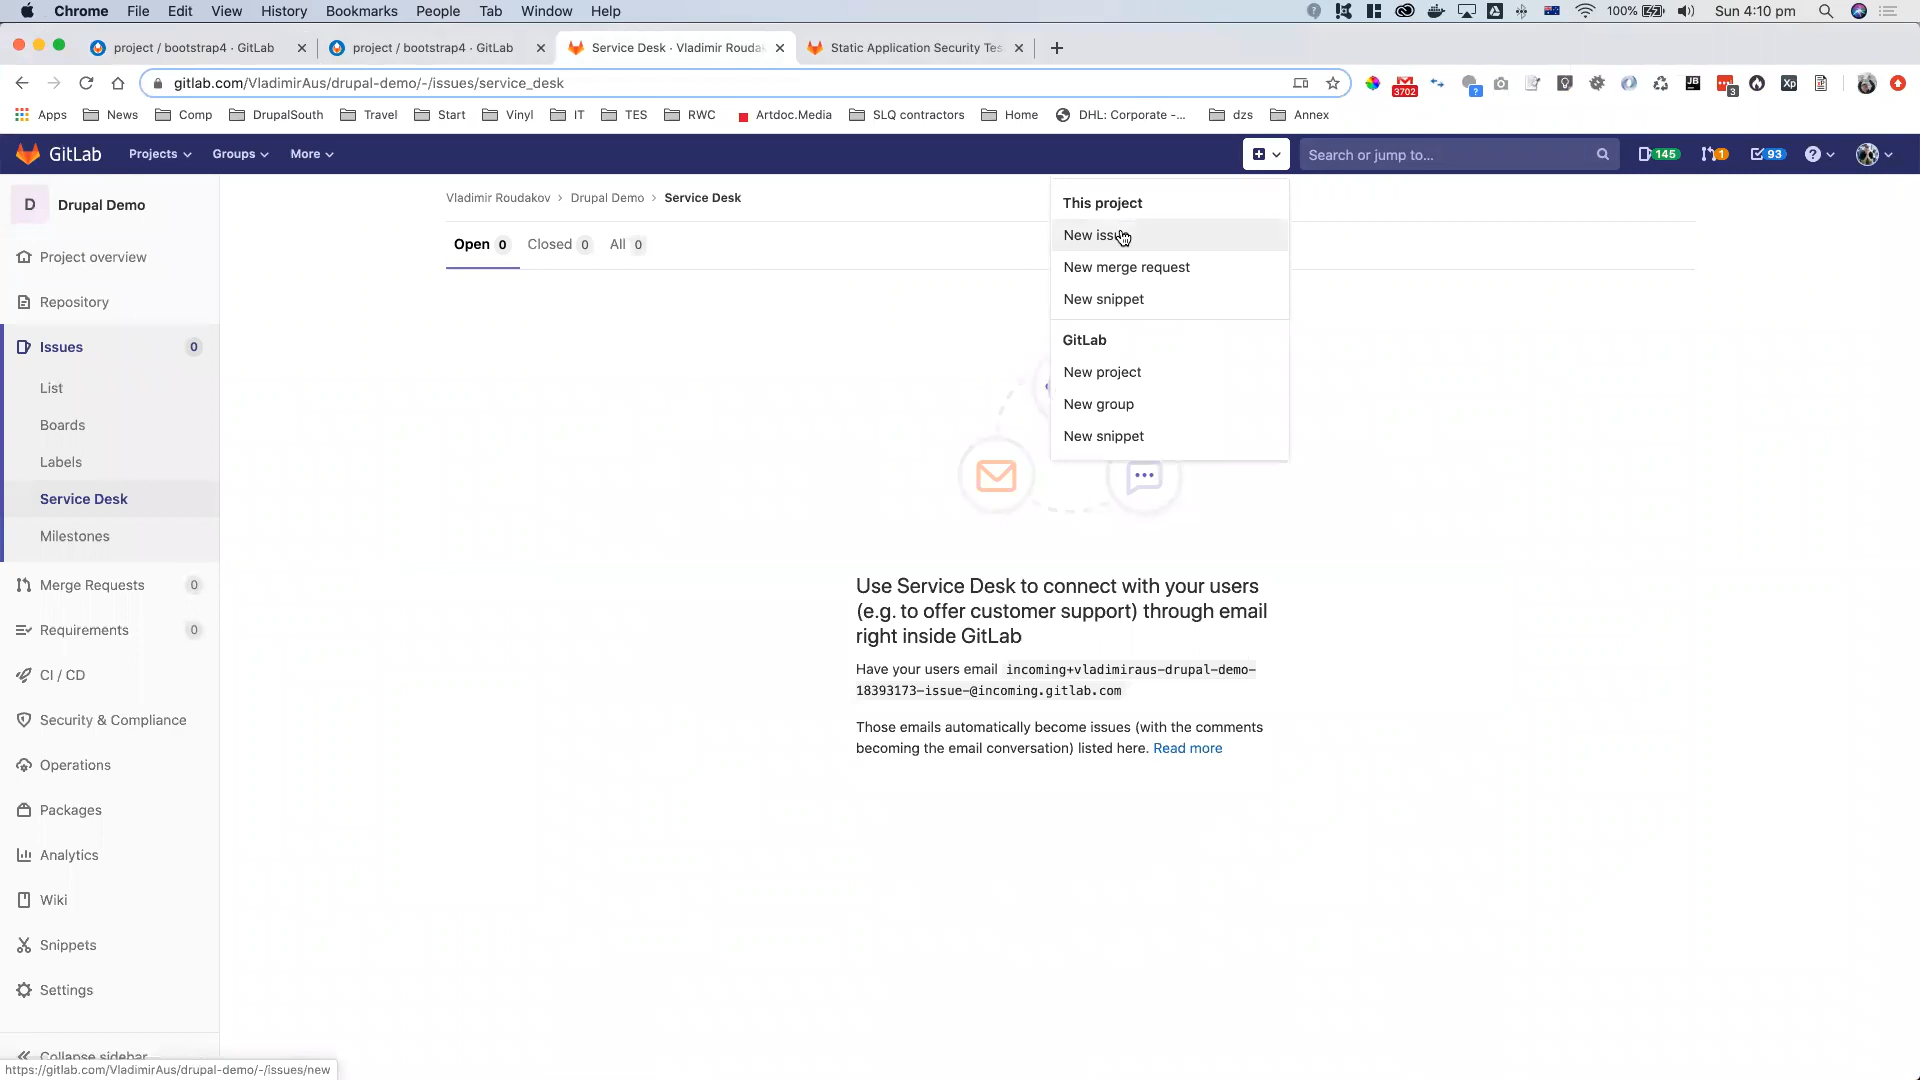 Chrome File Edit View History Bookmarks People Tab Window Help
100% Sun 4:10 pm
project / bootstrap4 · GitLab
project / bootstrap4 · GitLab
Service Desk · Vladimir Roudak
Static Application Security Tes
gitlab.com/VladimirAus/drupal-demo/-/issues/service_desk
3702
?
JB
3
Xp
Apps News Comp DrupalSouth Travel Start Vinyl IT TES RWC Artdoc.Media SLQ contractors Home DHL: Corporate -... dzs Annex
GitLab Projects Groups More
Search or jump to...
145
1
93
D Drupal Demo
Project overview
Repository
Issues 0
List
Boards
Labels
Service Desk
Milestones
Merge Requests 0
Requirements 0
CI / CD
Security & Compliance
Operations
Packages
Analytics
Wiki
Snippets
Settings
Collapse sidebar
https://gitlab.com/VladimirAus/drupal-demo/-/issues/new
Vladimir Roudakov › Drupal Demo › Service Desk
Open 0 Closed 0 All 0
This project
New issue
New merge request
New snippet
GitLab
New project
New group
New snippet
Use Service Desk to connect with your users
(e.g. to offer customer support) through email
right inside GitLab
Have your users email incoming+vladimiraus-drupal-demo-
18393173-issue-@incoming.gitlab.com
Those emails automatically become issues (with the comments
becoming the email conversation) listed here. Read more